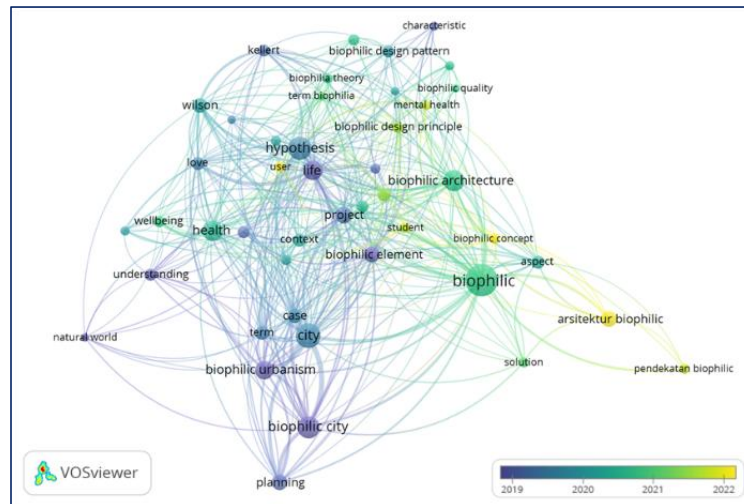 characteristic
kellert
biophilic design pattern
biophilia theory
biophilic quality
term biophilia
mental health
wilson
biophilic design principle
hypothesis
love
user
life
biophilic architecture
wellbeing
project
health
student
context
biophilic concept
biophilic element
aspect
understanding
biophilic
case
arsitektur biophilic
natural world
term
city
solution
biophilic urbanism
pendekatan biophilic
biophilic city
planning
VOSviewer
2019 2020 2021 2022